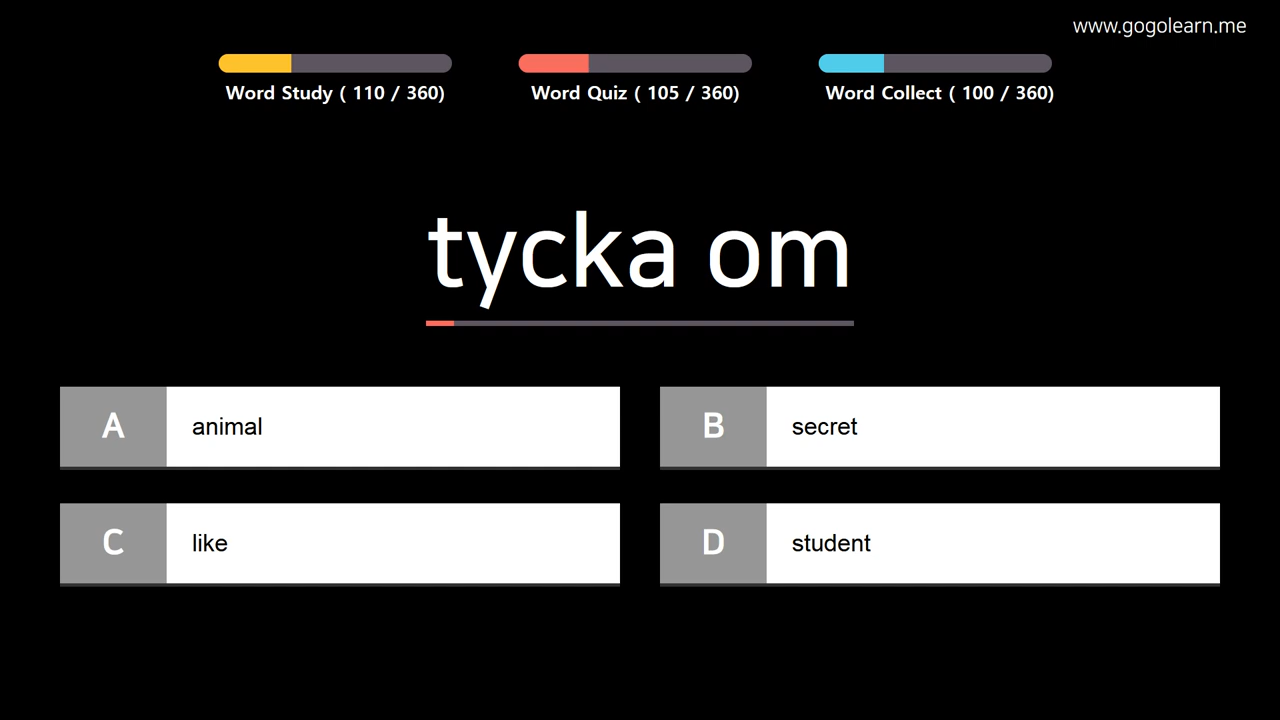 www.gogolearn.me
Word Study ( 110 / 360)
Word Quiz ( 105 / 360)
Word Collect ( 100 / 360)
tycka om
A animal
B secret
C like
D student